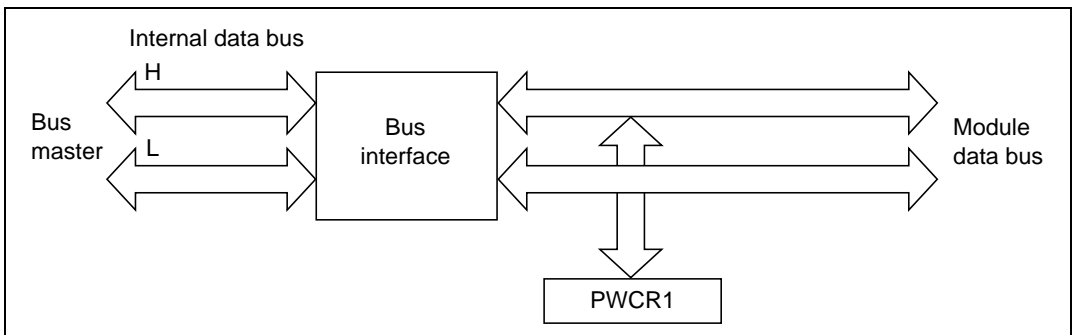 Internal data bus
H
Bus
master
L
Bus
interface
Module
data bus
PWCR1